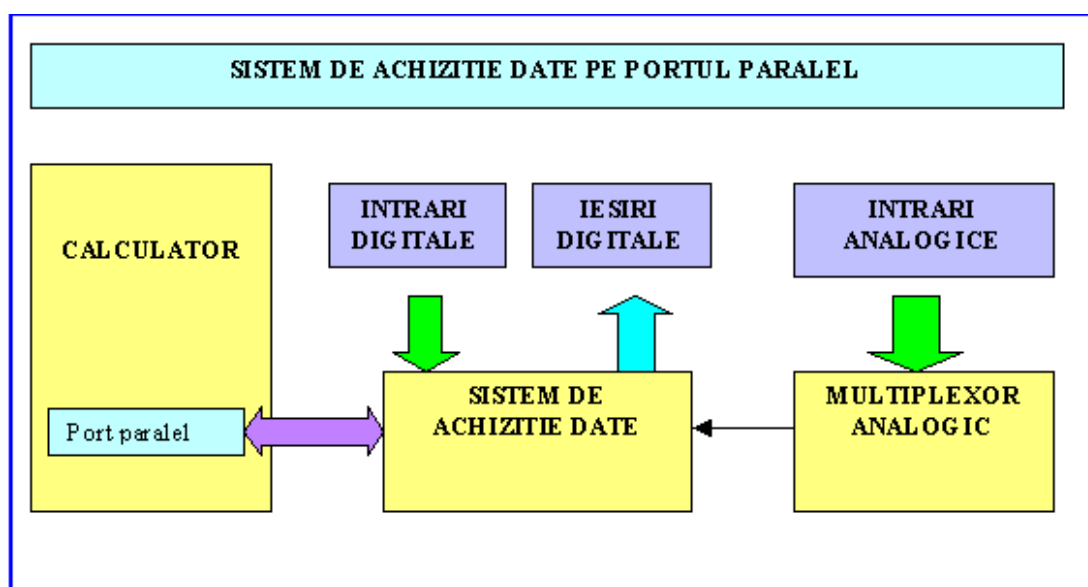 SISTEM DE ACHIZITIE DATE PE PORTUL PARALEL
CALCULATOR
Port paralel
INTRARI
DIGITALE
IESIRI
DIGITALE
INTRARI
ANALOGICE
SISTEM DE
ACHIZITIE DATE
MULTIPLEXOR
ANALOGIC